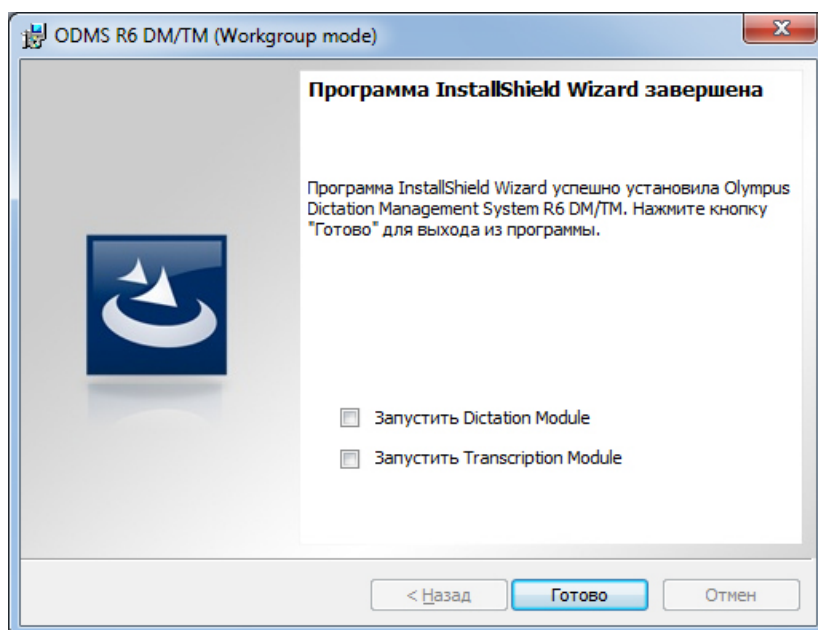 ODMS R6 DM/TM (Workgroup mode)
Программа InstallShield Wizard завершена
Программа InstallShield Wizard успешно установила Olympus
Dictation Management System R6 DM/TM. Нажмите кнопку
"Готово" для выхода из программы.
Запустить Dictation Module
Запустить Transcription Module
< Назад
Готово
Отмен